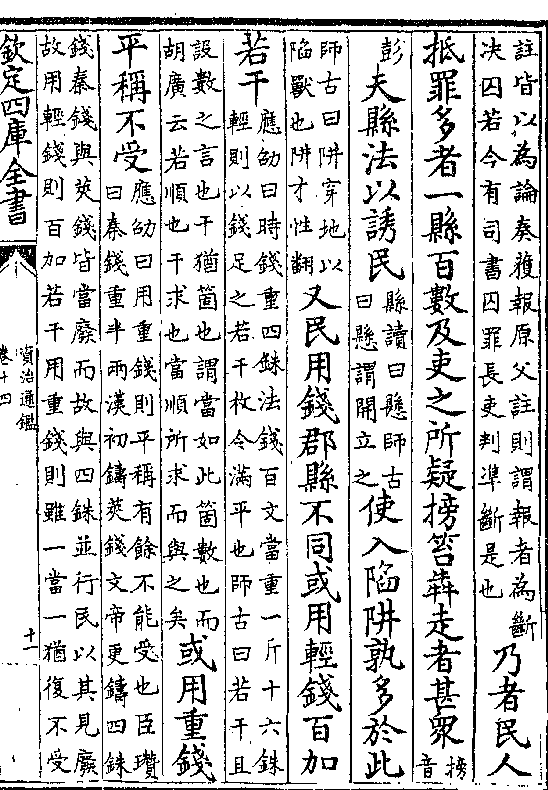 註皆以為論奏獲報原父註則謂報者為斷
决囚若今有司書囚罪長吏判凖斷是也
乃者民人
抵罪多者一縣百數及吏之所疑搒笞犇走者甚衆
搒
音
彭
夫縣法以誘民
縣讀曰懸師古
曰懸謂開立之
使入陷阱孰多於此
師古曰阱穿地以
陷獸也阱才性翻
又民用錢郡縣不同或用輕錢百加
若干
應劭曰時錢重四銖法錢百文當重一斤十六銖
輕則以錢足之若干枚令滿平也師古曰若干且
設數之言也干猶箇也謂當如此箇數也而
胡廣云若順也干求也當順所求而與之矣
或用重錢
平稱不受
應劭曰用重錢則平稱有餘不能受也臣瓚
曰秦錢重半兩漢初鑄莢錢文帝更鑄四銖
錢秦錢與莢錢皆當廢而故與四銖並行民以其見廢
故用輕錢則百加若干用重錢則雖一當一猶復不受
欽定四庫全書
資治通鑑
卷十四
十一